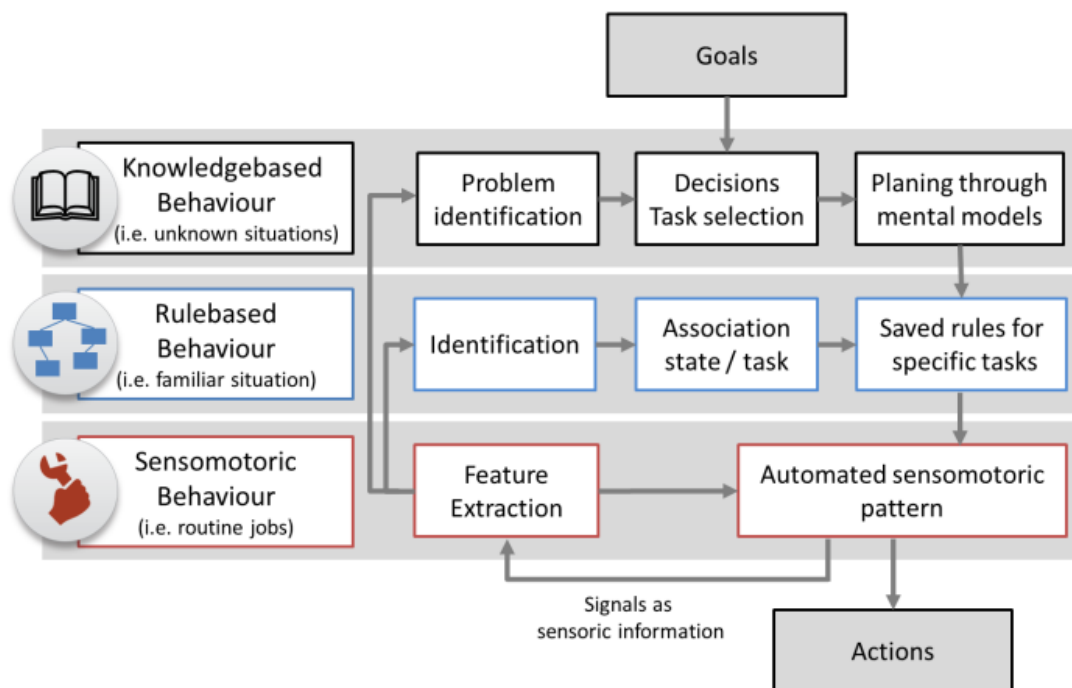 Goals
Knowledgebased
Behaviour
(i.e. unknown situations)
Problem
identification
Decisions
Task selection
Planing through
mental models
Rulebased
Behaviour
(i.e. familiar situation)
Identification
Association
state / task
Saved rules for
specific tasks
Sensomotoric
Behaviour
(i.e. routine jobs)
Feature
Extraction
Automated sensomotoric
pattern
Signals as
sensoric information
Actions